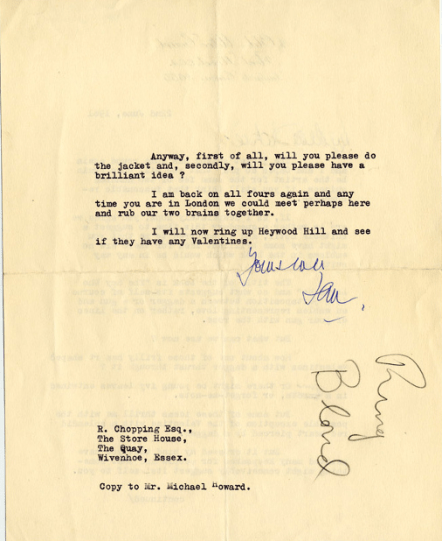 Anyway, first of all, will you please do
the jacket and, secondly, will you please have a
brilliant idea ?
I am back on all fours again and any
time you are in London we could meet perhaps here
and rub our two brains together.
I will now ring up Heywood Hill and see
if they have any Valentines.
Ian
Ring
Blond
R. Chopping Esq.,
The Store House,
The Quay,
Wivenhoe, Essex.
Copy to Mr. Michael Howard.